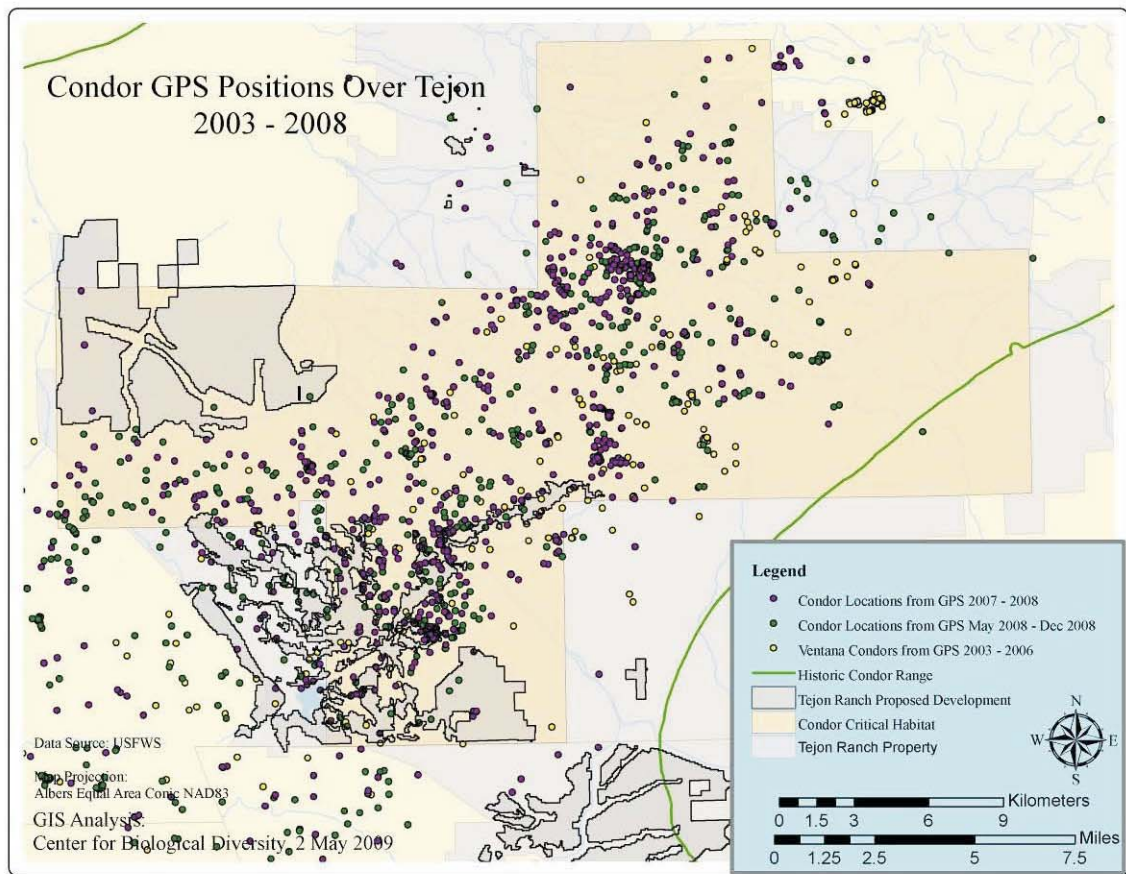 Condor GPS Positions Over Tejon
2003 - 2008
Data Source: USFWS
Map Projection:
Albers Equal Area Conic NAD83
GIS Analysis:
Center for Biological Diversity, 2 May 2009
Legend
Condor Locations from GPS 2007 - 2008
Condor Locations from GPS May 2008 - Dec 2008
Ventana Condors from GPS 2003 - 2006
Historic Condor Range
Tejon Ranch Proposed Development
Condor Critical Habitat
Tejon Ranch Property
N
W E
S
Kilometers
0 1.5 3 6 9
Miles
0 1.25 2.5 5 7.5